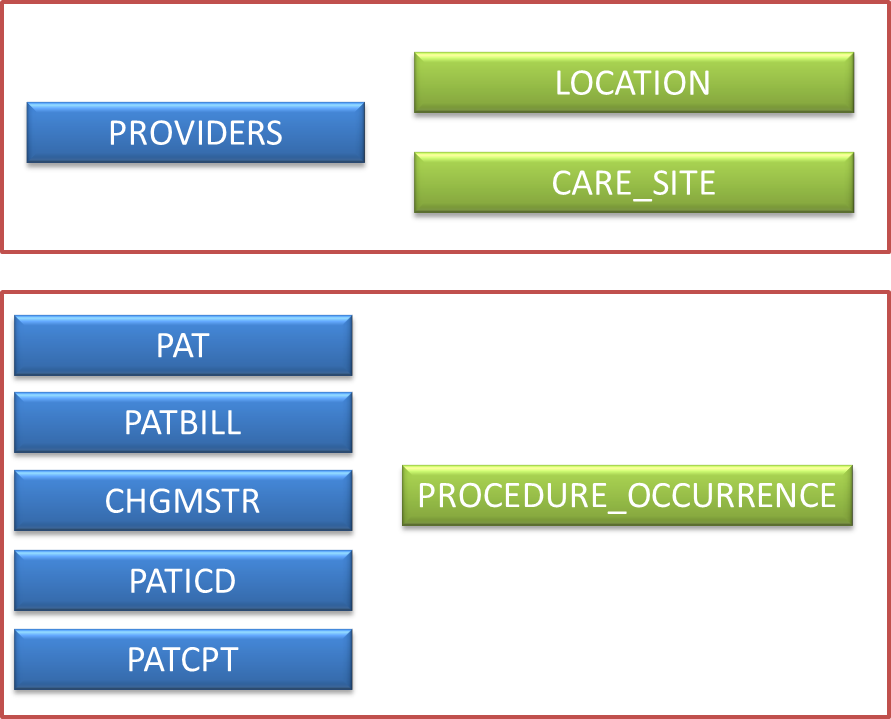 PROVIDERS
LOCATION
CARE_SITE
PAT
PATBILL
CHGMSTR
PATICD
PATCPT
PROCEDURE_OCCURRENCE